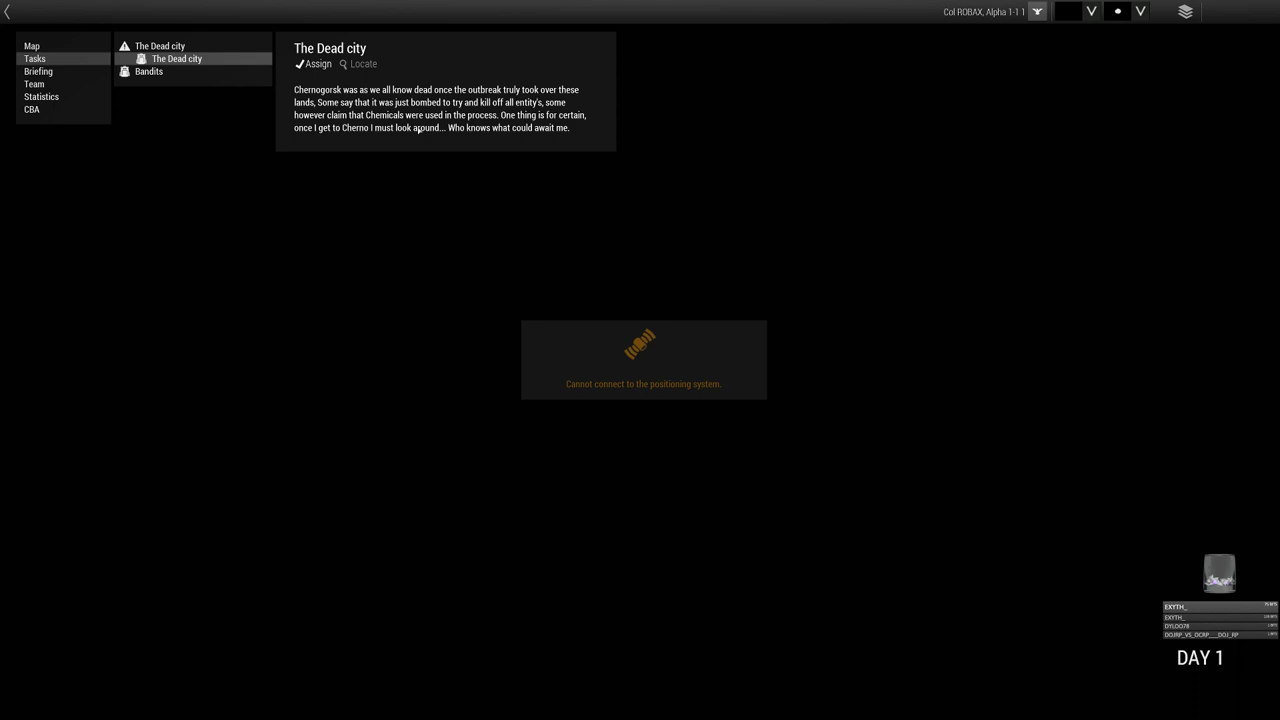 Col ROBAX, Alpha 1-1 1
Map
Tasks
Briefing
Team
Statistics
CBA
The Dead city
The Dead city
Bandits
The Dead city
Assign Locate
Chernogorsk was as we all know dead once the outbreak truly took over these
lands, Some say that it was just bombed to try and kill off all entity's, some
however claim that Chemicals were used in the process. One thing is for certain,
once I get to Cherno I must look around... Who knows what could await me.
Cannot connect to the positioning system.
EXYTH_
EXYTH_
DYLOO78
DOJRP_VS_OCRP___DOJ_RP
DAY 1